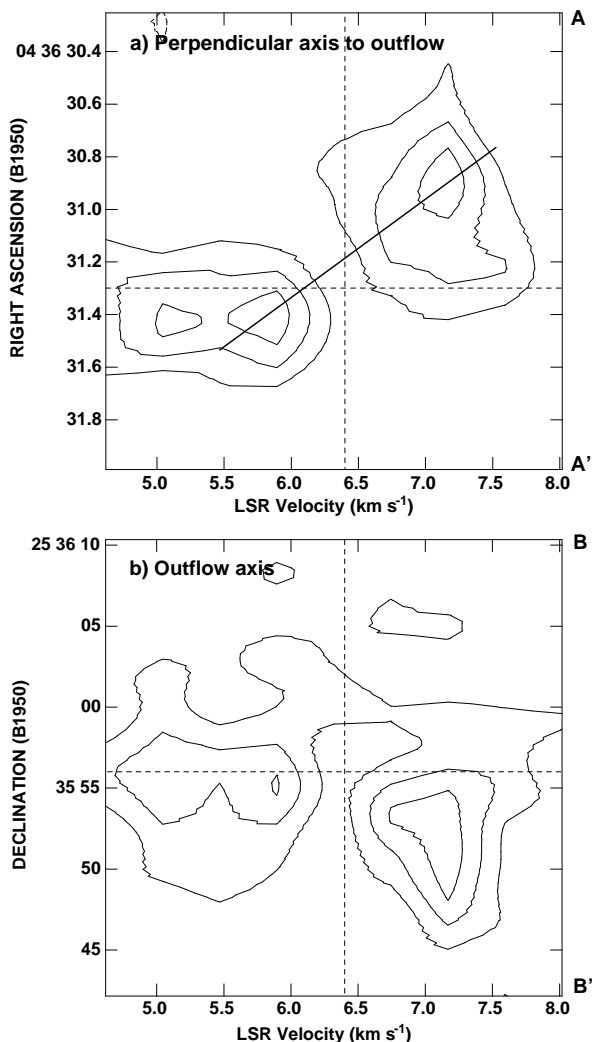 A
a) Perpendicular axis to outflow
04 36 30.4
30.6
30.8
31.0
31.2
31.4
31.6
31.8
RIGHT ASCENSION (B1950)
A'
5.0 5.5 6.0 6.5 7.0 7.5 8.0
LSR Velocity (km s-1)
B
b) Outflow axis
25 36 10
05
00
35 55
50
45
DECLINATION (B1950)
B'
5.0 5.5 6.0 6.5 7.0 7.5 8.0
LSR Velocity (km s-1)